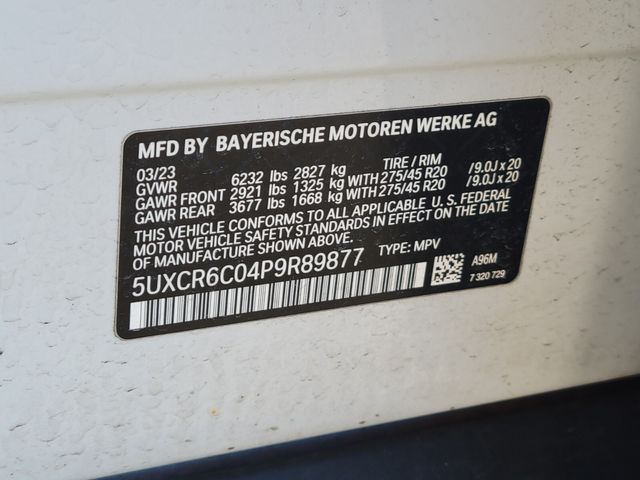 MFD BY BAYERISCHE MOTOREN WERKE AG
03/23 TIRE / RIM
GVWR 6232 lbs 2827 kg
GAWR FRONT 2921 lbs 1325 kg WITH 275/45 R20 /9.0J x 20
GAWR REAR 3677 lbs 1668 kg WITH 275/45 R20 /9.0J x 20
THIS VEHICLE CONFORMS TO ALL APPLICABLE U.S. FEDERAL
MOTOR VEHICLE SAFETY STANDARDS IN EFFECT ON THE DATE
OF MANUFACTURE SHOWN ABOVE.
5UXCR6C04P9R89877 TYPE: MPV
A96M
7 320 729